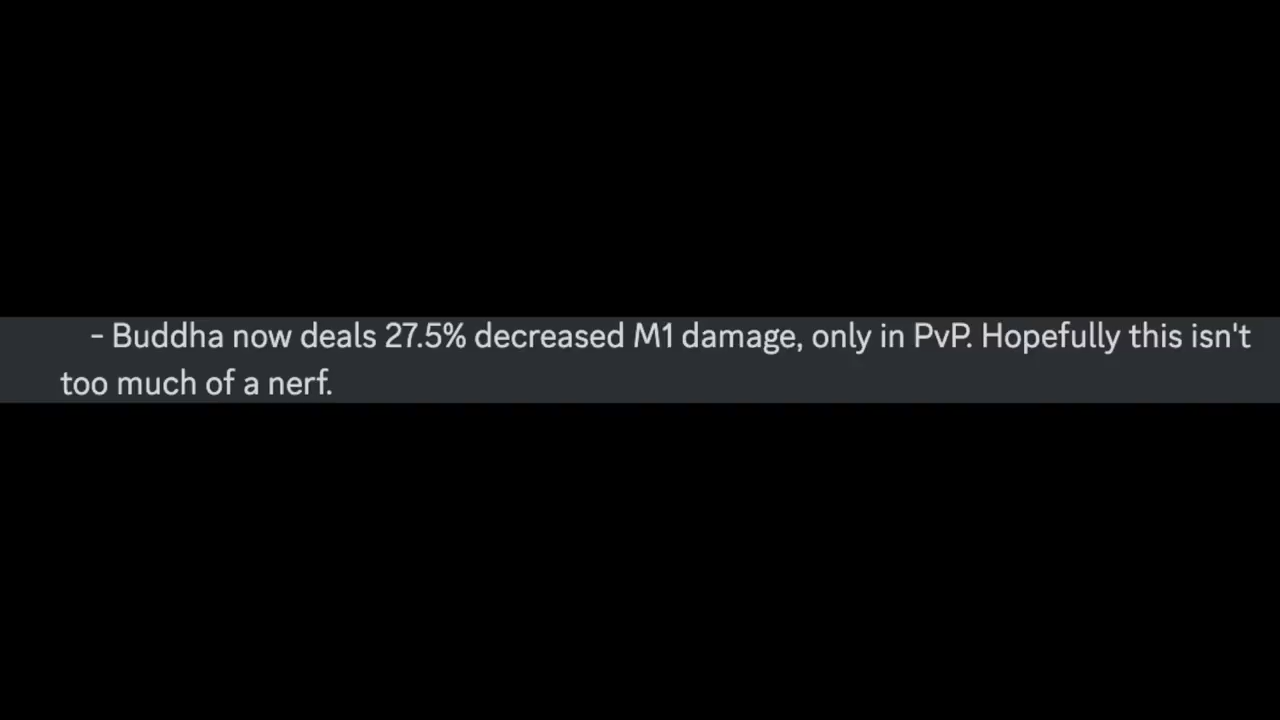 - Buddha now deals 27.5% decreased M1 damage, only in PvP. Hopefully this isn't
too much of a nerf.